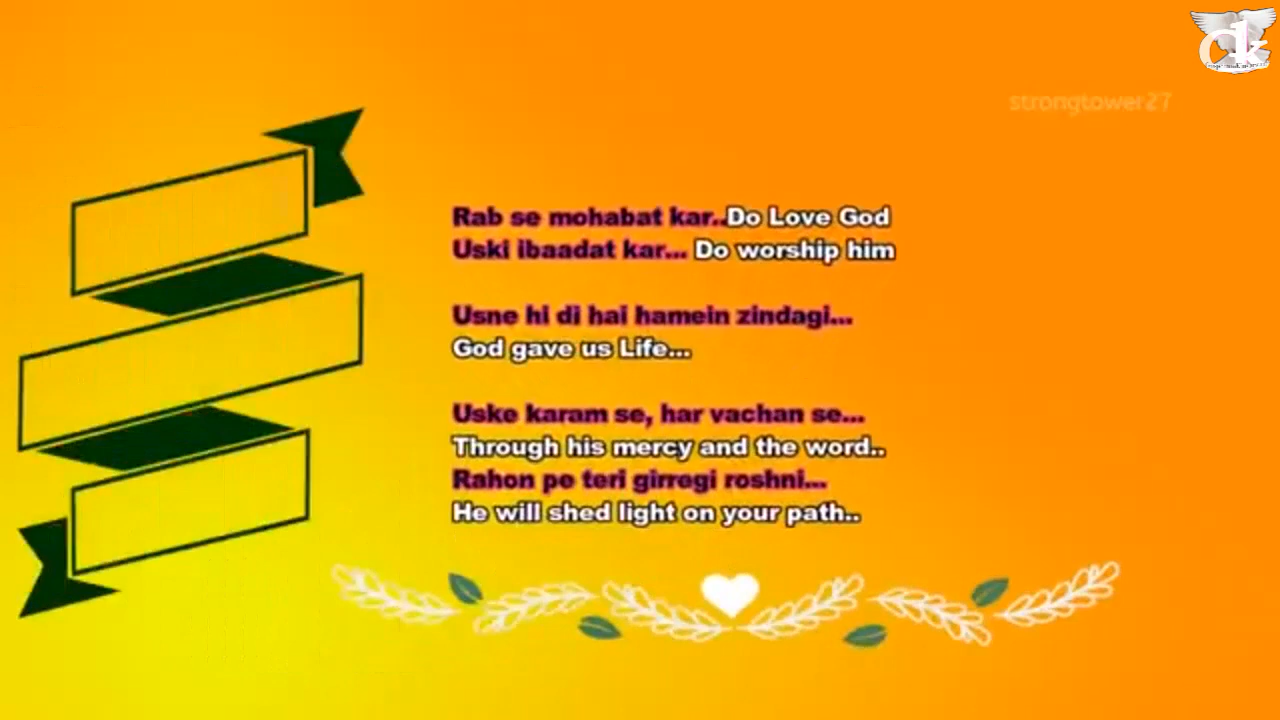 strongtower27
Rab se mohabat kar..Do Love God
Uski ibaadat kar... Do worship him
Usne hi di hai hamein zindagi...
God gave us Life...
Uske karam se, har vachan se...
Through his mercy and the word..
Rahon pe teri girregi roshni...
He will shed light on your path..